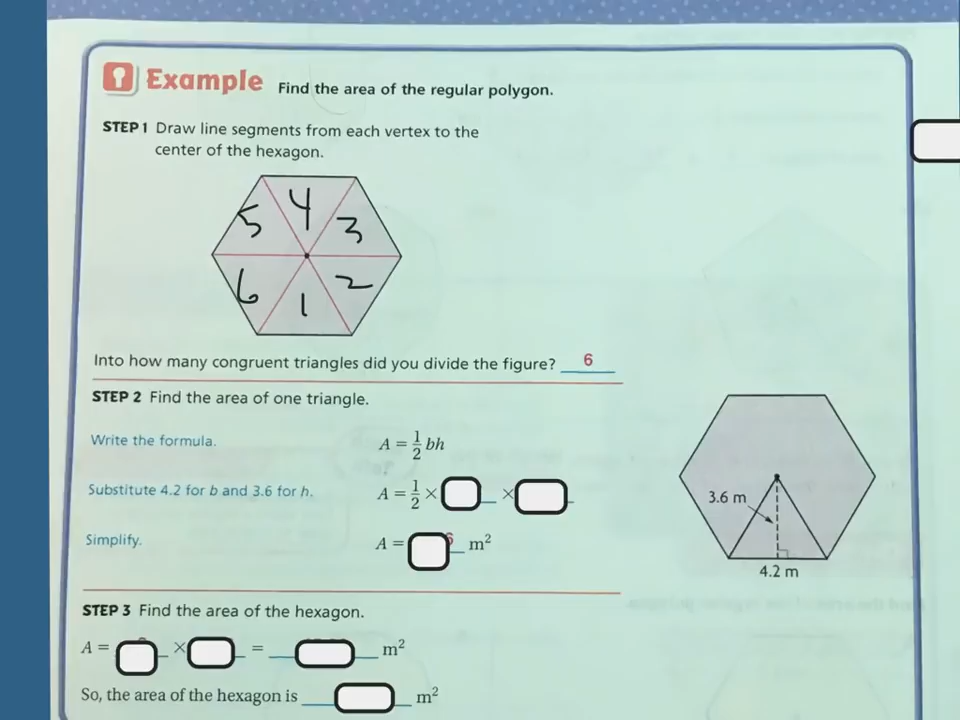 Example Find the area of the regular polygon.
STEP 1 Draw line segments from each vertex to the
center of the hexagon.
5 4 3
6 1 2
Into how many congruent triangles did you divide the figure? 6
STEP 2 Find the area of one triangle.
Write the formula. A = 1/2 bh
Substitute 4.2 for b and 3.6 for h. A = 1/2 × ×
Simplify. A = m²
3.6 m
4.2 m
STEP 3 Find the area of the hexagon.
A = × = m²
So, the area of the hexagon is m²